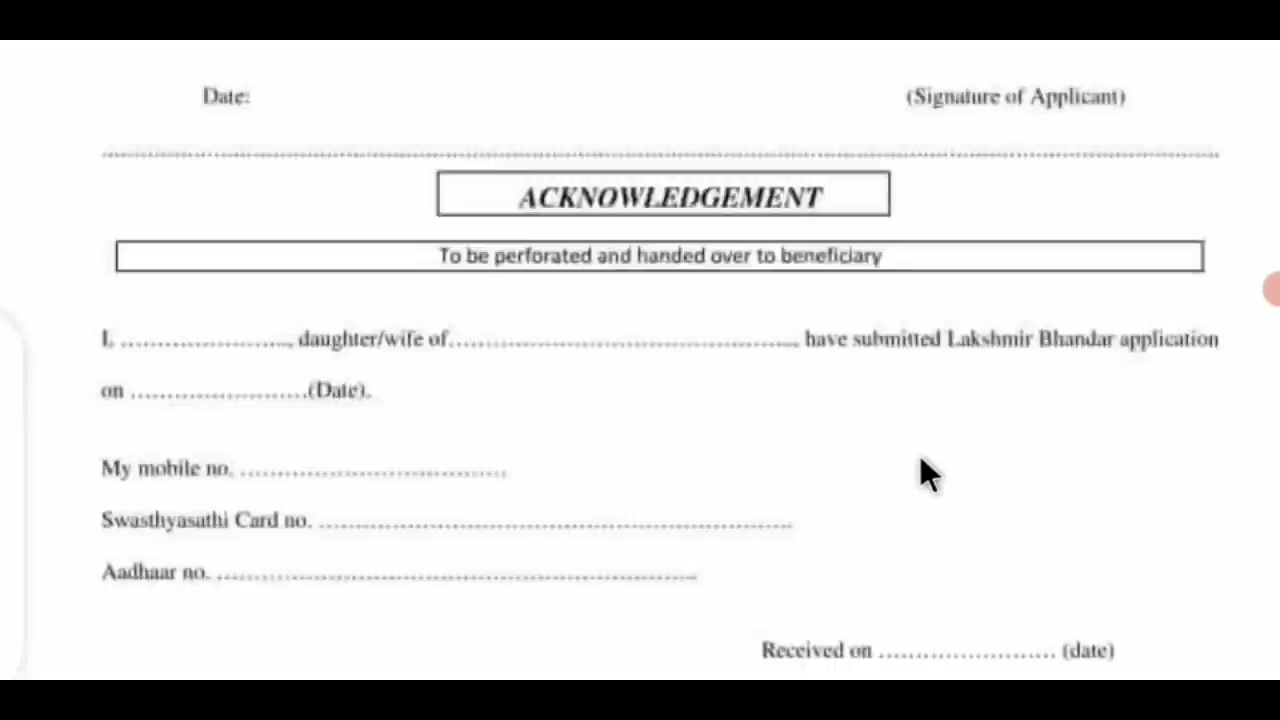 Date: (Signature of Applicant)
ACKNOWLEDGEMENT
To be perforated and handed over to beneficiary
I, ......................., daughter/wife of............................................... have submitted Lakshmir Bhandar application
on ........................(Date).
My mobile no. ....................................
Swasthyasathi Card no. ................................................................
Aadhaar no. .................................................................
Received on ........................ (date)